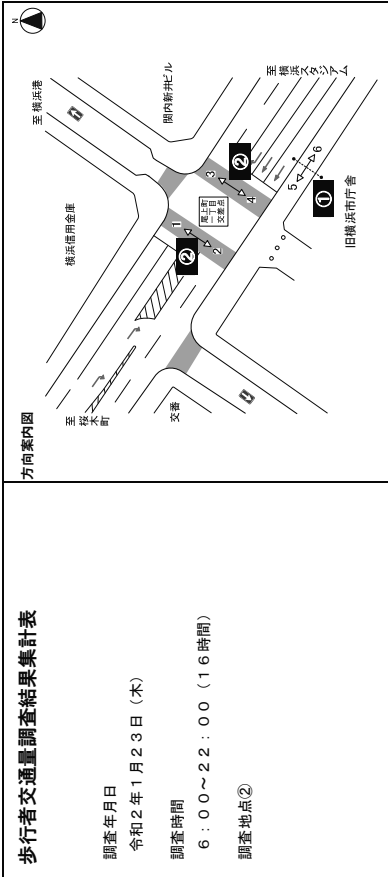 歩行者交通量調査結果集計表
調査年月日
令和２年１月２３日（木）
調査時間
６：００～２２：００（１６時間）
調査地点②
方向案内図
N
至横浜港
横浜信用金庫
関内新井ビル
至桜木町
至横浜スタジアム
交番
尾上町
一丁目
交差点
旧横浜市庁舎
①
②
②
1
2
3
4
5
6